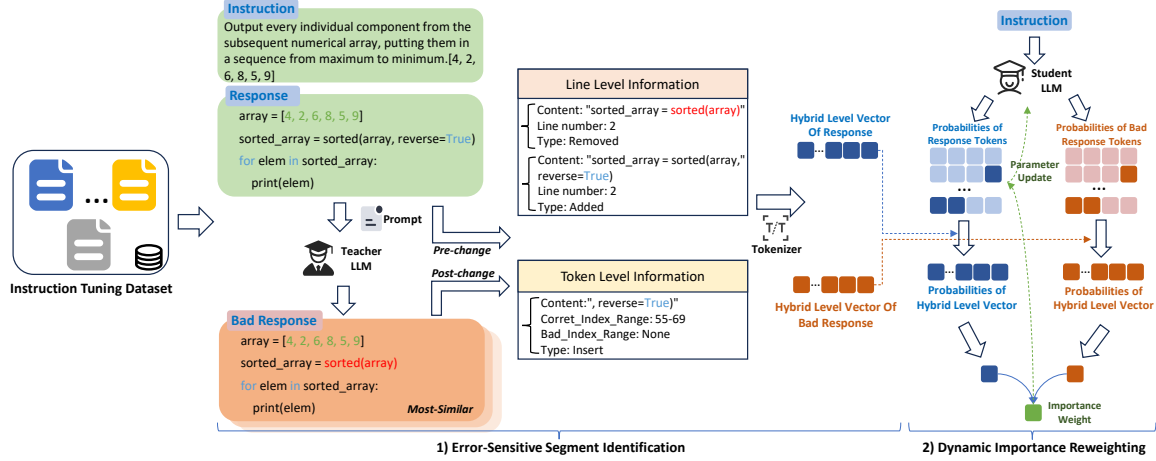 Instruction
Output every individual component from the
subsequent numerical array, putting them in
a sequence from maximum to minimum.[4, 2,
6, 8, 5, 9]
Response
array = [4, 2, 6, 8, 5, 9]
sorted_array = sorted(array, reverse=True)
for elem in sorted_array:
print(elem)
...
Instruction Tuning Dataset
Prompt
Teacher
LLM
Pre-change
Post-change
Bad Response
array = [4, 2, 6, 8, 5, 9]
sorted_array = sorted(array)
for elem in sorted_array:
print(elem)
Most-Similar
Line Level Information
Content: "sorted_array = sorted(array)"
Line number: 2
Type: Removed
Content: "sorted_array = sorted(array,"
reverse=True)
Line number: 2
Type: Added
Token Level Information
Content:", reverse=True)"
Corret_Index_Range: 55-69
Bad_Index_Range: None
Type: Insert
T/T
Tokenizer
Hybrid Level Vector
Of Response
...
...
Hybrid Level Vector Of
Bad Response
1) Error-Sensitive Segment Identification
Instruction
Student
LLM
Probabilities of
Response Tokens
...
Probabilities of Bad
Response Tokens
...
Parameter
Update
...
Probabilities of
Hybrid Level Vector
...
Probabilities of
Hybrid Level Vector
Importance
Weight
2) Dynamic Importance Reweighting